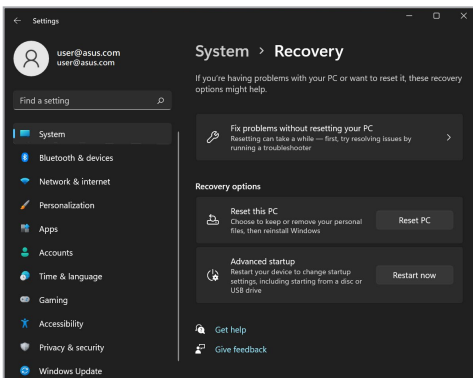 Settings
user@asus.com
user@asus.com
Find a setting
System
Bluetooth & devices
Network & internet
Personalization
Apps
Accounts
Time & language
Gaming
Accessibility
Privacy & security
Windows Update
System > Recovery
If you're having problems with your PC or want to reset it, these recovery
options might help.
Fix problems without resetting your PC
Resetting can take a while — first, try resolving issues by
running a troubleshooter
Recovery options
Reset this PC
Choose to keep or remove your personal
files, then reinstall Windows
Reset PC
Advanced startup
Restart your device to change startup
settings, including starting from a disc or
USB drive
Restart now
Get help
Give feedback